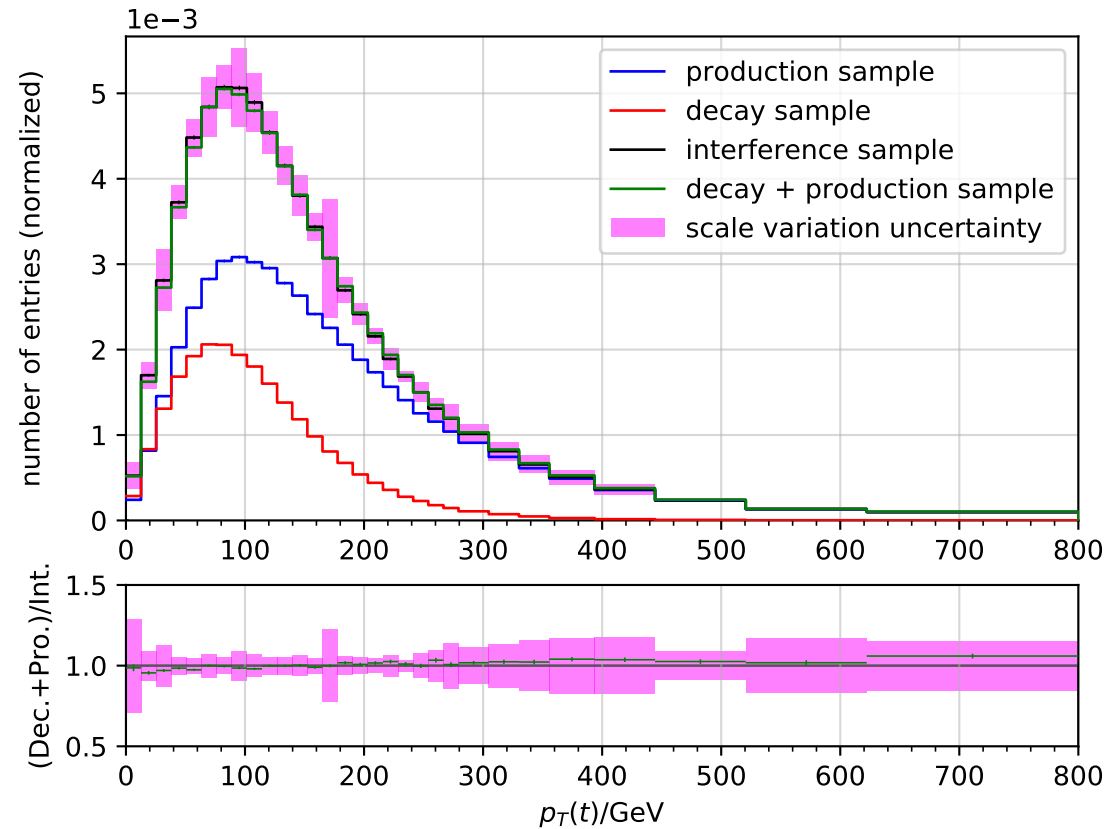 1e−3
number of entries (normalized)
5
4
3
2
1
0
production sample
decay sample
interference sample
decay + production sample
scale variation uncertainty
0 100 200 300 400 500 600 700 800
(Dec.+Pro.)/Int.
1.5
1.0
0.5
0 100 200 300 400 500 600 700 800
p_T(t)/GeV